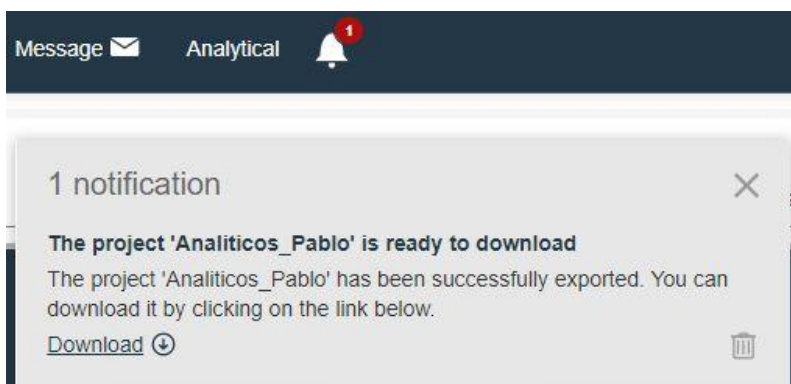 Message Analytical 1
1 notification
The project 'Analiticos_Pablo' is ready to download
The project 'Analiticos_Pablo' has been successfully exported. You can
download it by clicking on the link below.
Download